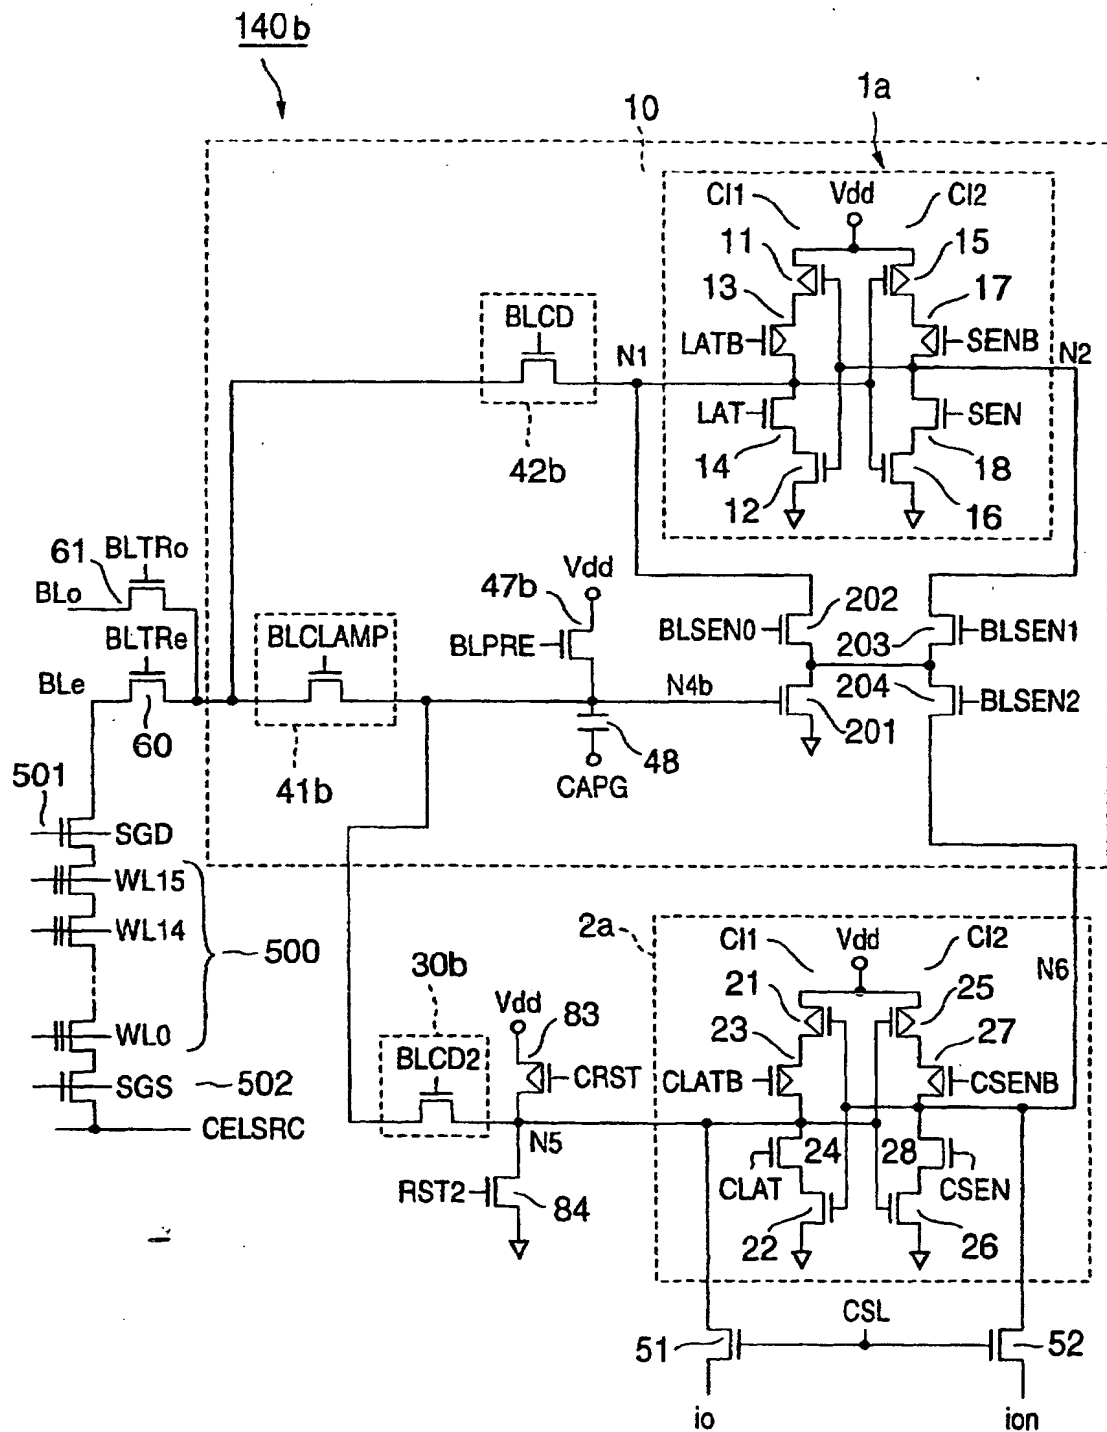 140b
10
1a
CI1
Vdd
CI2
11
15
13
17
BLCD
LATB
SENB
N1
N2
LAT
SEN
42b
14
18
12
16
BLTRo
61
Vdd
47b
BLo
202
BLTRe
BLCLAMP
BLSEN0
BLSEN1
BLPRE
203
BLe
N4b
204
BLSEN2
60
201
48
501
41b
CAPG
SGD
WL15
WL14
500
2a
CI1
Vdd
CI2
30b
N6
21
25
Vdd
83
23
27
WL0
BLCD2
CRST
CLATB
CSENB
SGS
502
CELSRC
N5
24
28
CLAT
CSEN
RST2
84
22
26
CSL
51
52
io
ion